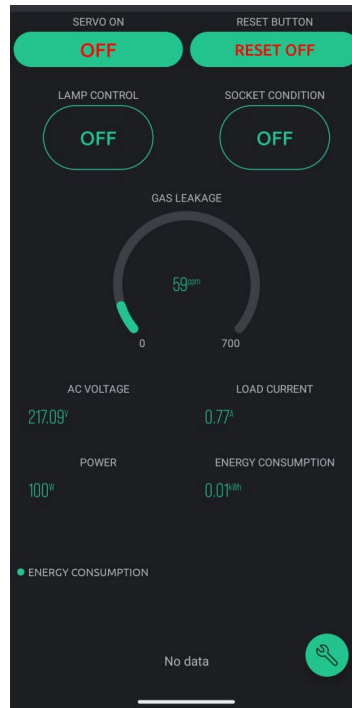 SERVO ON
RESET BUTTON
OFF
RESET OFF
LAMP CONTROL
SOCKET CONDITION
OFF
OFF
GAS LEAKAGE
59ppm
0
700
AC VOLTAGE
LOAD CURRENT
217.09V
0.77A
POWER
ENERGY CONSUMPTION
100W
0.01kWh
ENERGY CONSUMPTION
No data